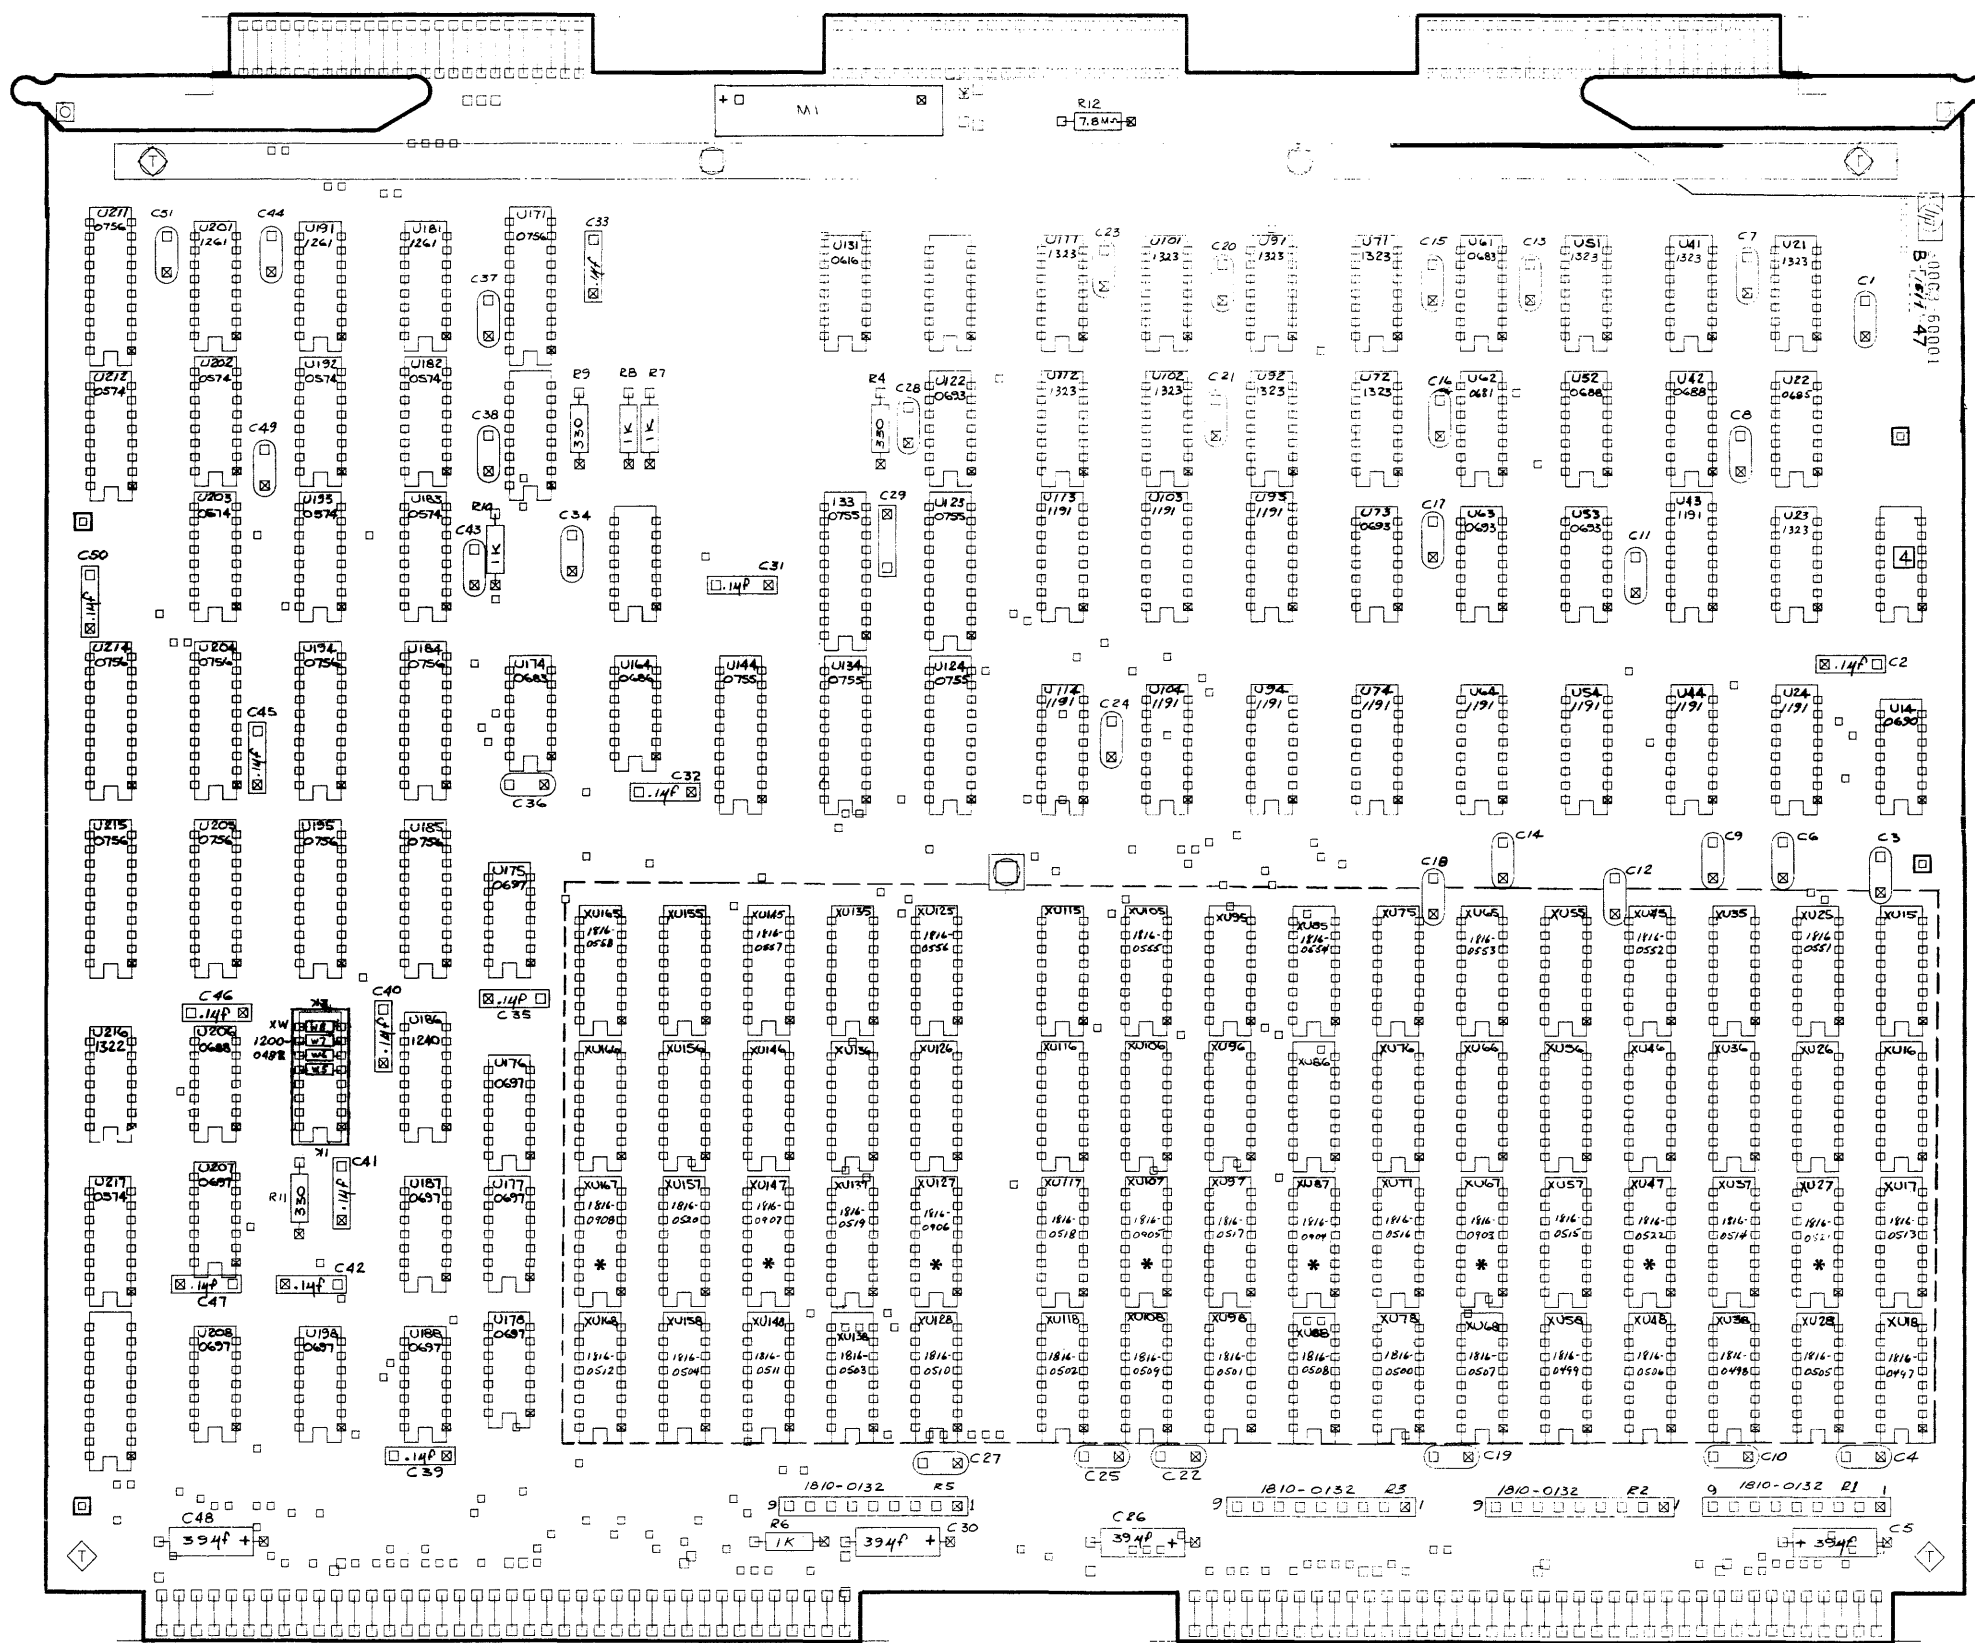 + M1
R12
7.8M
T
T
U211
0756
C51
U201
1261
C44
U191
1261
U181
1261
C37
U171
0756
C33
.1µf
U131
0616
1323
C23
U101
1323
C20
U91
1323
U71
1323
C15
U61
0683
C13
U51
1323
U41
1323
C7
U21
1323
C1
47
U212
0574
U202
0574
C49
U192
0574
U182
0574
C38
R9
330
R8
1K
R7
1K
R4
330
C28
U122
0693
U112
1323
U102
1323
C21
U92
1323
U72
1323
C16
U62
0681
U52
0688
U42
0688
C8
U22
0685
C50
.1µf
U203
0574
U193
0574
U183
0574
C43
1K
C34
C31
.1µf
133
0755
C29
U123
0755
U113
1191
U103
1191
U93
1191
U73
0693
C17
U63
0693
U53
0693
C11
U43
1191
U23
1323
4
U214
0756
U204
0756
C45
.1µf
U194
0756
U184
0756
U174
0683
C36
U164
0686
C32
.1µf
U144
0755
U134
0755
U124
0755
U114
1191
C24
U104
1191
U94
1191
U74
1191
U64
1191
U54
1191
U44
1191
U24
1191
.1µf C2
U14
0690
U215
0756
U205
0756
U195
0756
U185
0756
U175
0697
.1µf
C35
C18
C14
C12
C9
C6
C3
XU165
1816-
0558
XU155
XU145
1816-
0557
XU135
XU125
1816-
0556
XU115
XU105
1816-
0555
XU95
XU85
1816-
0554
XU75
XU65
1816-
0553
XU55
XU45
1816-
0552
XU35
XU25
1816-
0551
XU15
U216
1322
C46
.1µf
U206
0688
XW
1200-
0482
W8
W7
W6
W5
C40
.1µf
U186
1240
U176
0697
XU166
XU156
XU146
XU136
XU126
XU116
XU106
XU96
XU86
XU76
XU66
XU56
XU46
XU36
XU26
XU16
U217
0574
U207
0697
.1µf
C47
R11
330
C41
.1µf
C42
.1µf
U187
0697
U177
0697
XU167
1816-
0908
*
XU157
1816-
0520
XU147
1816-
0907
*
XU137
1816-
0519
XU127
1816-
0906
*
XU117
1816-
0518
XU107
1816-
0905
*
XU97
1816-
0517
XU87
1816-
0904
*
XU77
1816-
0516
XU67
1816-
0903
*
XU57
1816-
0515
XU47
1816-
0522
*
XU37
1816-
0514
XU27
1816-
0521
*
XU17
1816-
0513
U208
0697
U198
0697
U188
0697
.1µf
C39
U178
0697
XU168
1816-
0512
XU158
1816-
0504
XU148
1816-
0511
XU138
1816-
0503
XU128
1816-
0510
XU118
1816-
0502
XU108
1816-
0509
XU98
1816-
0501
XU88
1816-
0508
XU78
1816-
0500
XU68
1816-
0507
XU58
1816-
0499
XU48
1816-
0506
XU38
1816-
0498
XU28
1816-
0505
XU18
1816-
0497
C27
C25
C22
C19
C10
C4
1810-0132 R5
9 1
1810-0132 R3
9 1
1810-0132 R2
9 1
9 1810-0132 R1 1
C48
39µf +
R6
1K
C30
39µf +
C26
39µf +
C5
+ 39µf
T
T